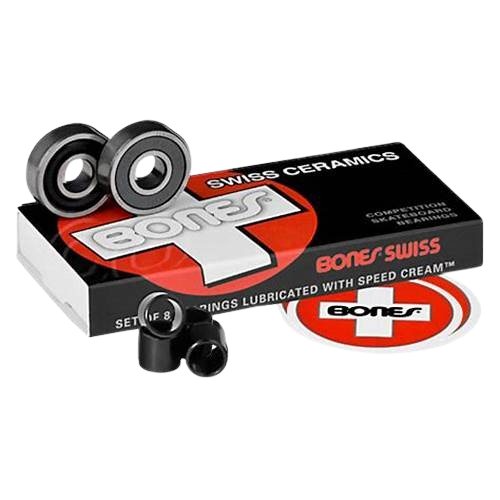 SWISS CERAMICS
BONES
COMPETITION
SKATEBOARD
BEARINGS
BONES SWISS
SET OF 8 RINGS LUBRICATED WITH SPEED CREAM™
BONES